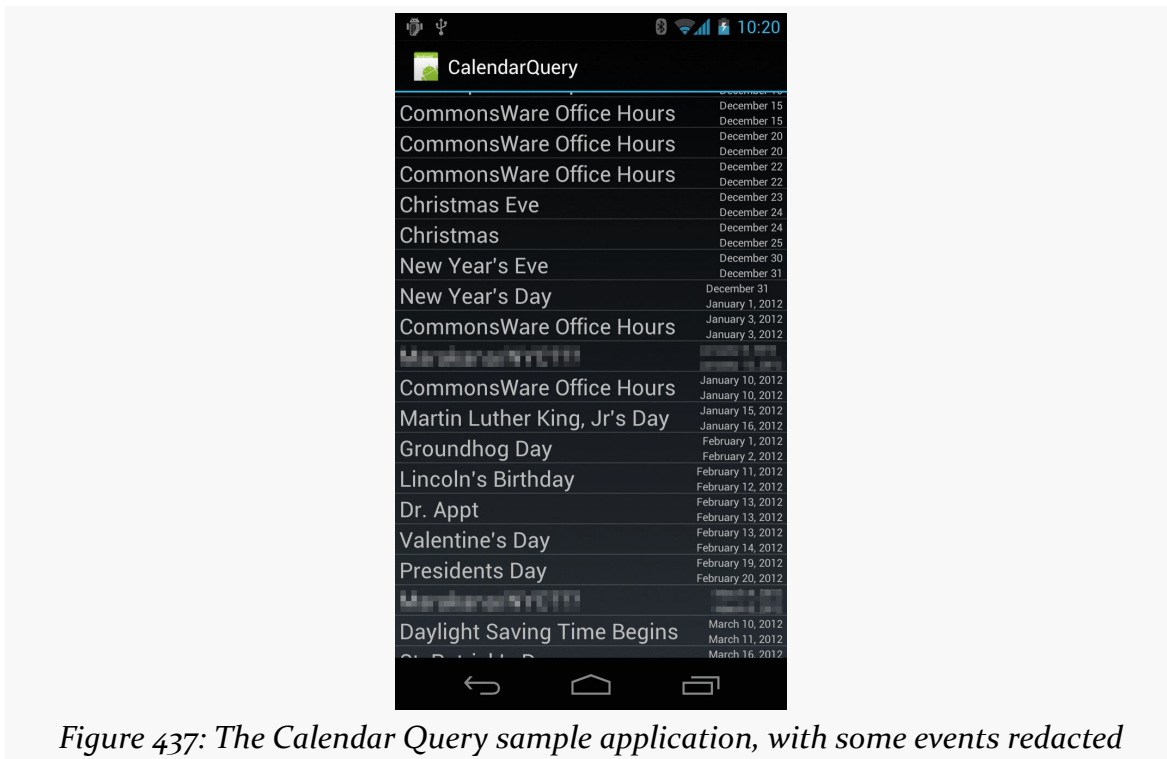 10:20
CalendarQuery
CommonsWare Office Hours
December 15
December 15
CommonsWare Office Hours
December 20
December 20
CommonsWare Office Hours
December 22
December 22
Christmas Eve
December 23
December 24
Christmas
December 24
December 25
New Year's Eve
December 30
December 31
New Year's Day
December 31
January 1, 2012
CommonsWare Office Hours
January 3, 2012
January 3, 2012
CommonsWare Office Hours
January 10, 2012
January 10, 2012
Martin Luther King, Jr's Day
January 15, 2012
January 16, 2012
Groundhog Day
February 1, 2012
February 2, 2012
Lincoln's Birthday
February 11, 2012
February 12, 2012
Dr. Appt
February 13, 2012
February 13, 2012
Valentine's Day
February 13, 2012
February 14, 2012
Presidents Day
February 19, 2012
February 20, 2012
Daylight Saving Time Begins
March 10, 2012
March 11, 2012
March 16, 2012
Figure 437: The Calendar Query sample application, with some events redacted